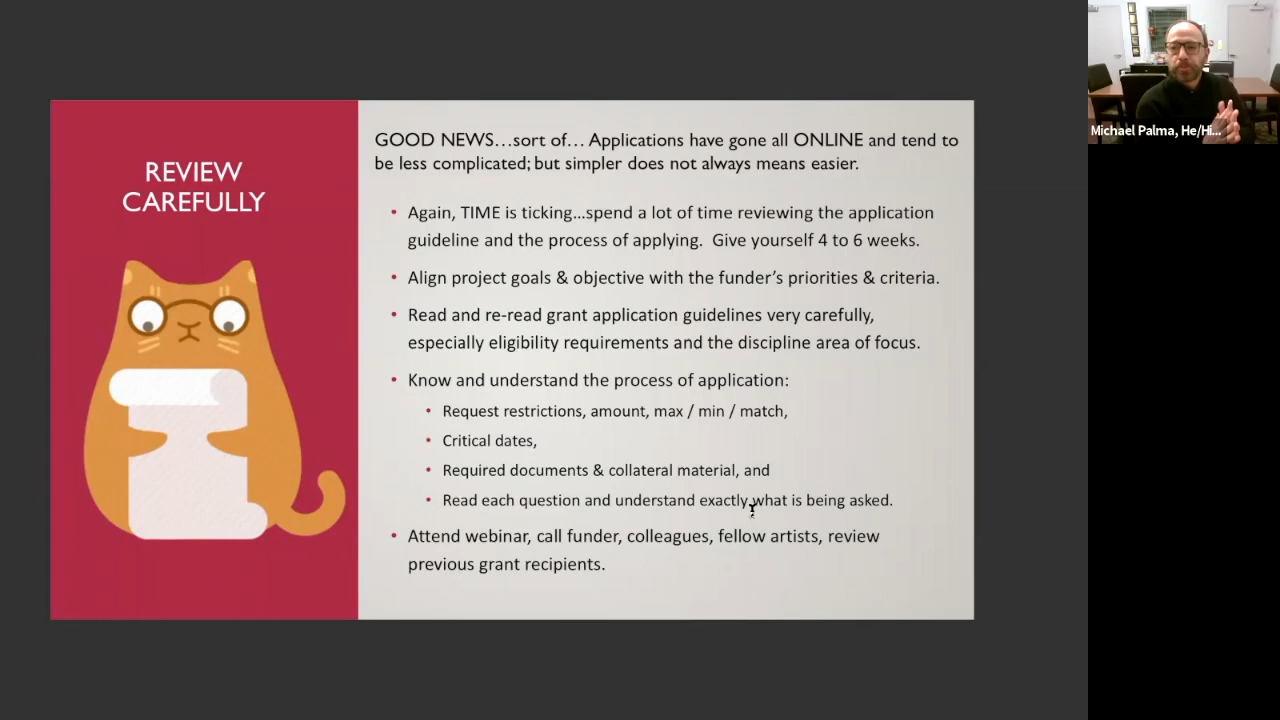 REVIEW
CAREFULLY
GOOD NEWS…sort of… Applications have gone all ONLINE and tend to
be less complicated; but simpler does not always means easier.
• Again, TIME is ticking…spend a lot of time reviewing the application
guideline and the process of applying.  Give yourself 4 to 6 weeks.
• Align project goals & objective with the funder's priorities & criteria.
• Read and re-read grant application guidelines very carefully,
especially eligibility requirements and the discipline area of focus.
• Know and understand the process of application:
• Request restrictions, amount, max / min / match,
• Critical dates,
• Required documents & collateral material, and
• Read each question and understand exactly what is being asked.
• Attend webinar, call funder, colleagues, fellow artists, review
previous grant recipients.
Michael Palma, He/Hi...